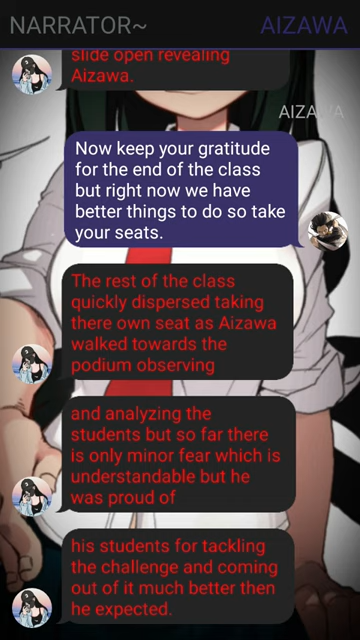 NARRATOR~ AIZAWA
slide open revealing
Aizawa.
AIZAWA
Now keep your gratitude
for the end of the class
but right now we have
better things to do so take
your seats.
The rest of the class
quickly dispersed taking
there own seat as Aizawa
walked towards the
podium observing
and analyzing the
students but so far there
is only minor fear which is
understandable but he
was proud of
his students for tackling
the challenge and coming
out of it much better then
he expected.